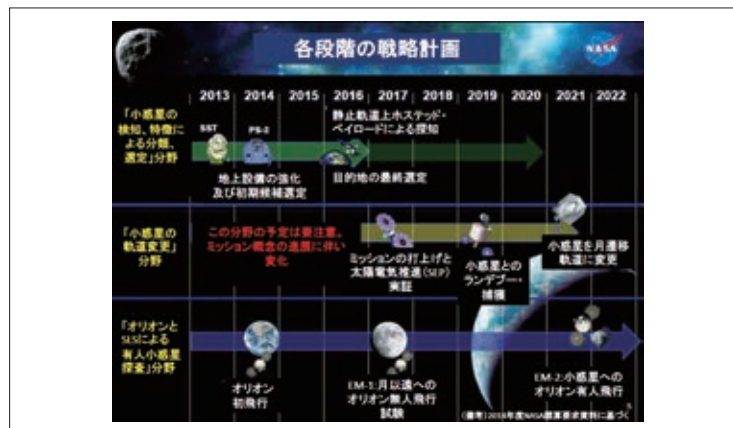 各段階の戦略計画
NASA
2013 2014 2015 2016 2017 2018 2019 2020 2021 2022
「小惑星の
検知、特徴に
よる分類、
選定」分野
SST
PS-2
静止軌道上ホステッド・
ペイロードによる探知
地上設備の強化
及び初期候補選定
目的地の最終選定
「小惑星の
軌道変更」
分野
この分野の予定は要注意。
ミッション概念の進展に伴い
変化
ミッションの打上げと
太陽電気推進(SEP)
実証
小惑星との
ランデブー・
捕獲
小惑星を月遷移
軌道に変更
「オリオンと
SLSによる
有人小惑星
探査」分野
オリオン
初飛行
EM-1:月以遠への
オリオン無人飛行
試験
EM-2:小惑星への
オリオン有人飛行
(備考)2014年度NASA概算要求資料に基づく